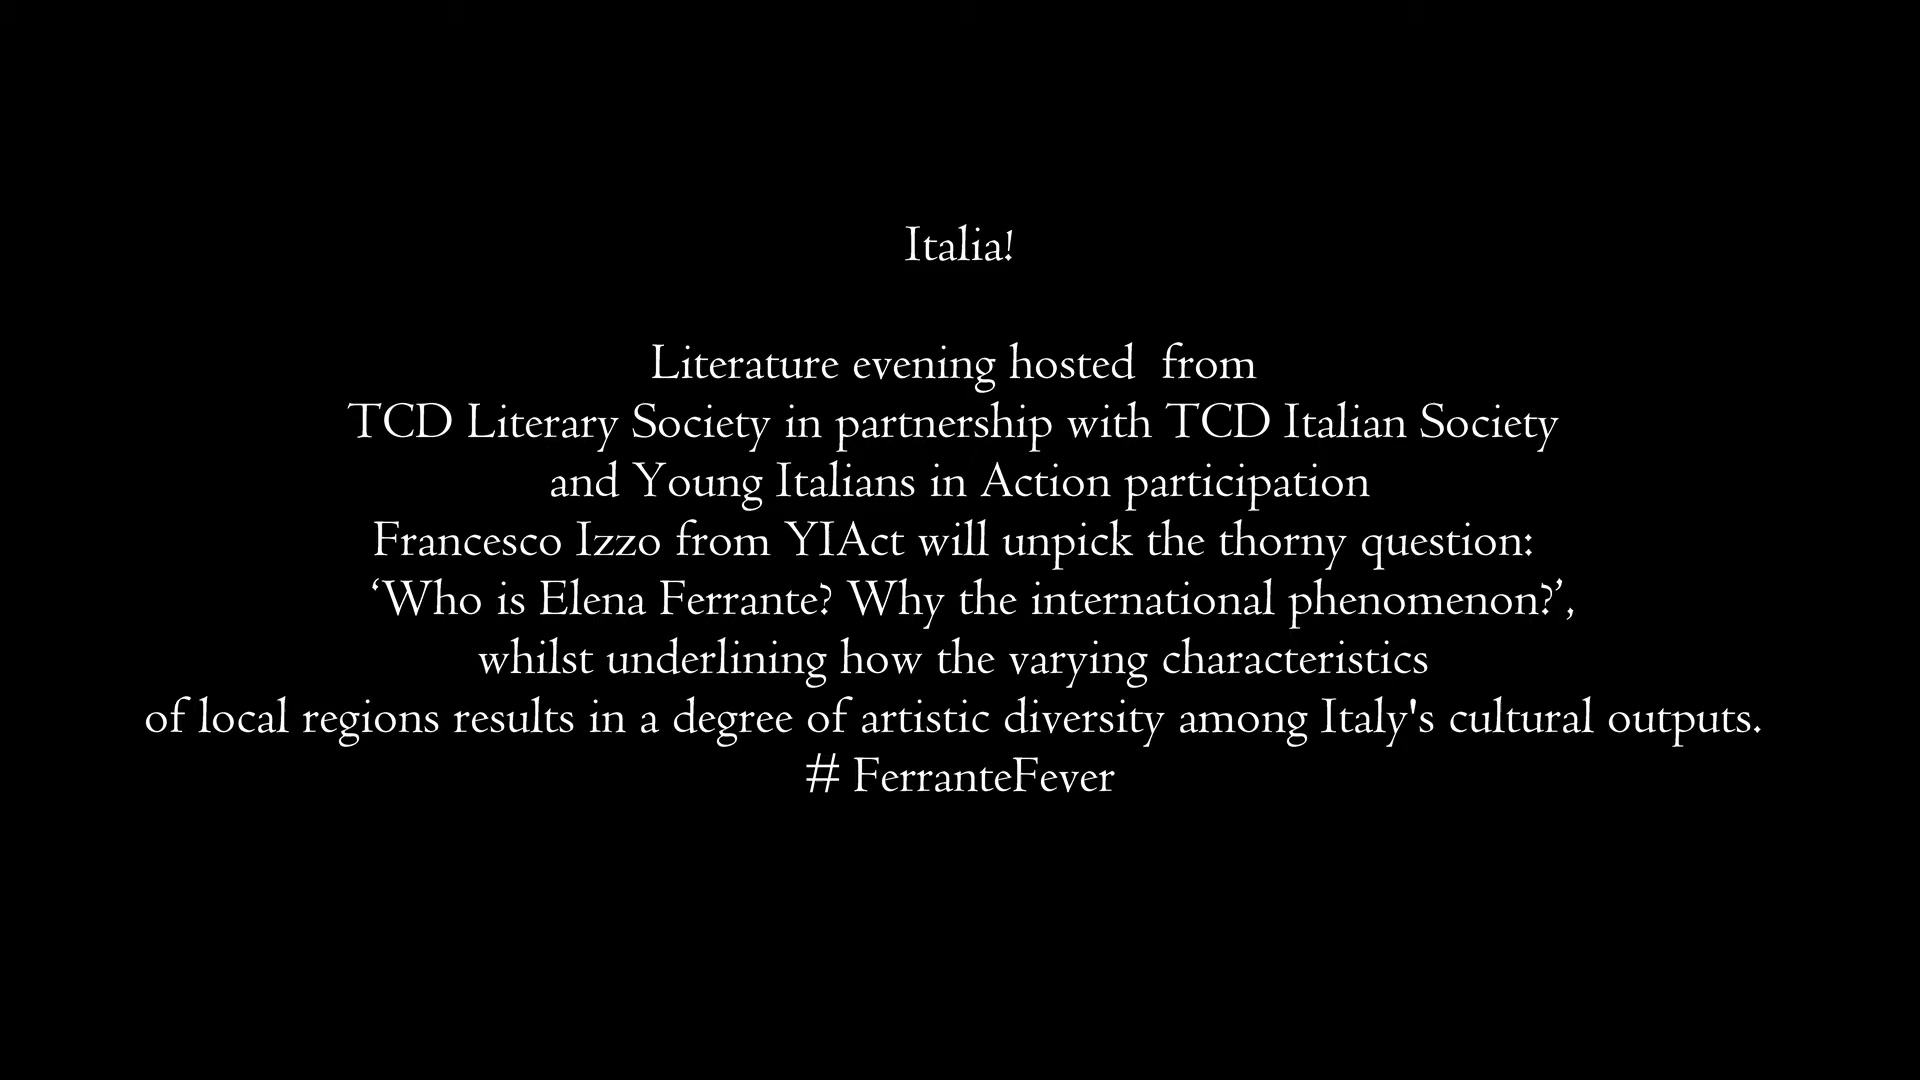 Italia!
Literature evening hosted  from
TCD Literary Society in partnership with TCD Italian Society
and Young Italians in Action participation
Francesco Izzo from YIAct will unpick the thorny question:
‘Who is Elena Ferrante? Why the international phenomenon?’,
whilst underlining how the varying characteristics
of local regions results in a degree of artistic diversity among Italy's cultural outputs.
# FerranteFever